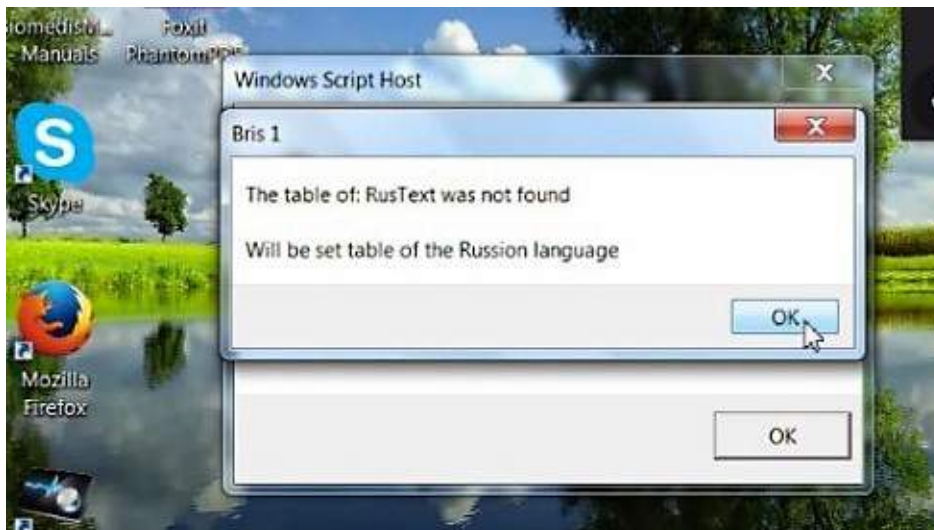 Manuals
Foxit
Windows Script Host
Bris 1
The table of: RusText was not found
Will be set table of the Russion language
OK
OK
Skype
Mozilla
Firefox